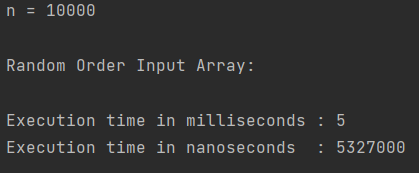 n = 10000
Random Order Input Array:
Execution time in milliseconds : 5
Execution time in nanoseconds  : 5327000